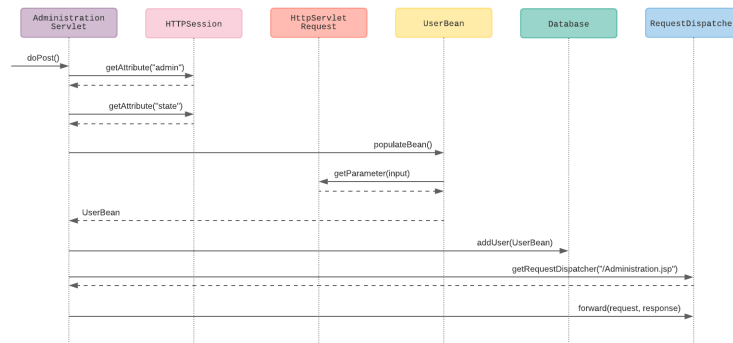 Administration
Servlet
HTTPSession
HttpServlet
Request
UserBean
Database
RequestDispatcher
doPost()
getAttribute("admin")
getAttribute("state")
populateBean()
getParameter(input)
UserBean
addUser(UserBean)
getRequestDispatcher("/Administration.jsp")
forward(request, response)